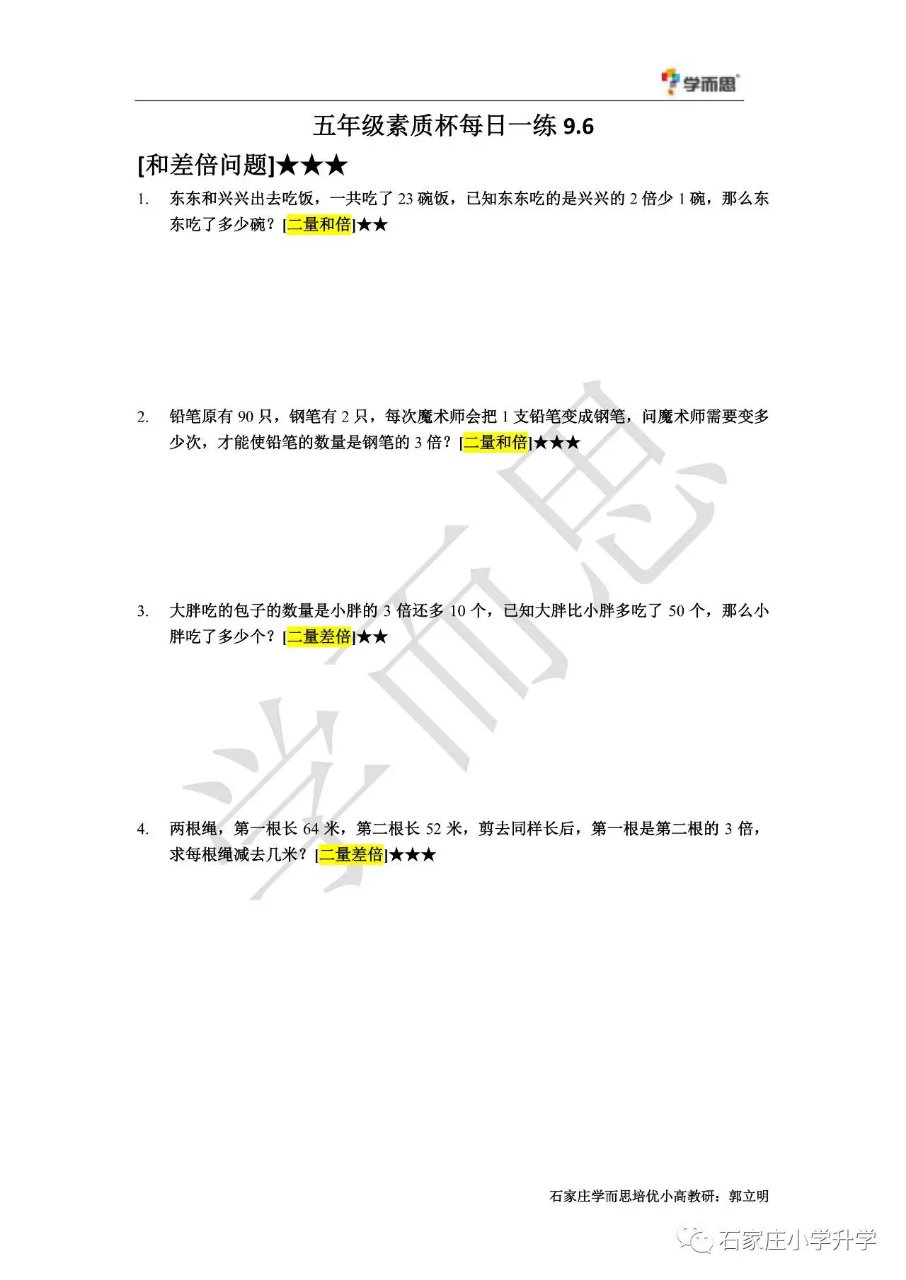 学而思
五年级素质杯每日一练 9.6
[和差倍问题]★★★
1. 东东和兴兴出去吃饭，一共吃了 23 碗饭，已知东东吃的是兴兴的 2 倍少 1 碗，那么东
东吃了多少碗？[二量和倍]★★
2. 铅笔原有 90 只，钢笔有 2 只，每次魔术师会把 1 支铅笔变成钢笔，问魔术师需要变多
少次，才能使铅笔的数量是钢笔的 3 倍？[二量和倍]★★★
3. 大胖吃的包子的数量是小胖的 3 倍还多 10 个，已知大胖比小胖多吃了 50 个，那么小
胖吃了多少个？[二量差倍]★★
4. 两根绳，第一根长 64 米，第二根长 52 米，剪去同样长后，第一根是第二根的 3 倍，
求每根绳减去几米？[二量差倍]★★★
学而思
石家庄学而思培优小高教研：郭立明
石家庄小学升学